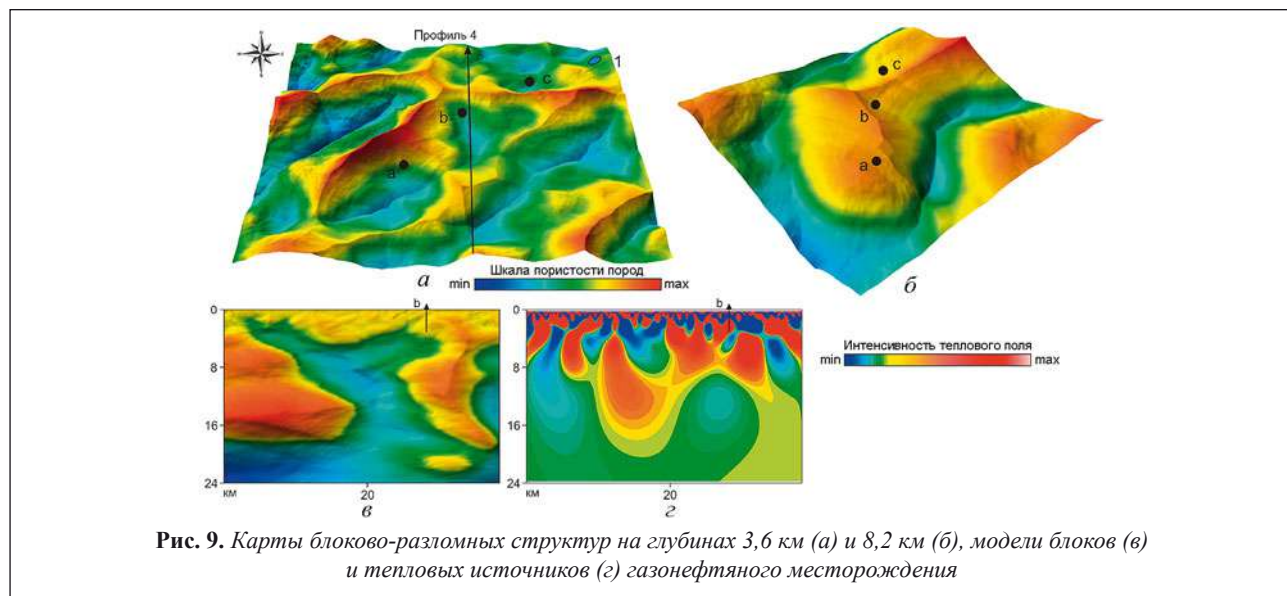 Профиль 4
1
c
b
a
c
b
a
Шкала пористости пород
min
max
а
б
b
0
8
16
24
км
20
в
b
0
8
16
24
км
20
г
Интенсивность теплового поля
min
max
Рис. 9. Карты блоково-разломных структур на глубинах 3,6 км (а) и 8,2 км (б), модели блоков (в)
и тепловых источников (г) газонефтяного месторождения